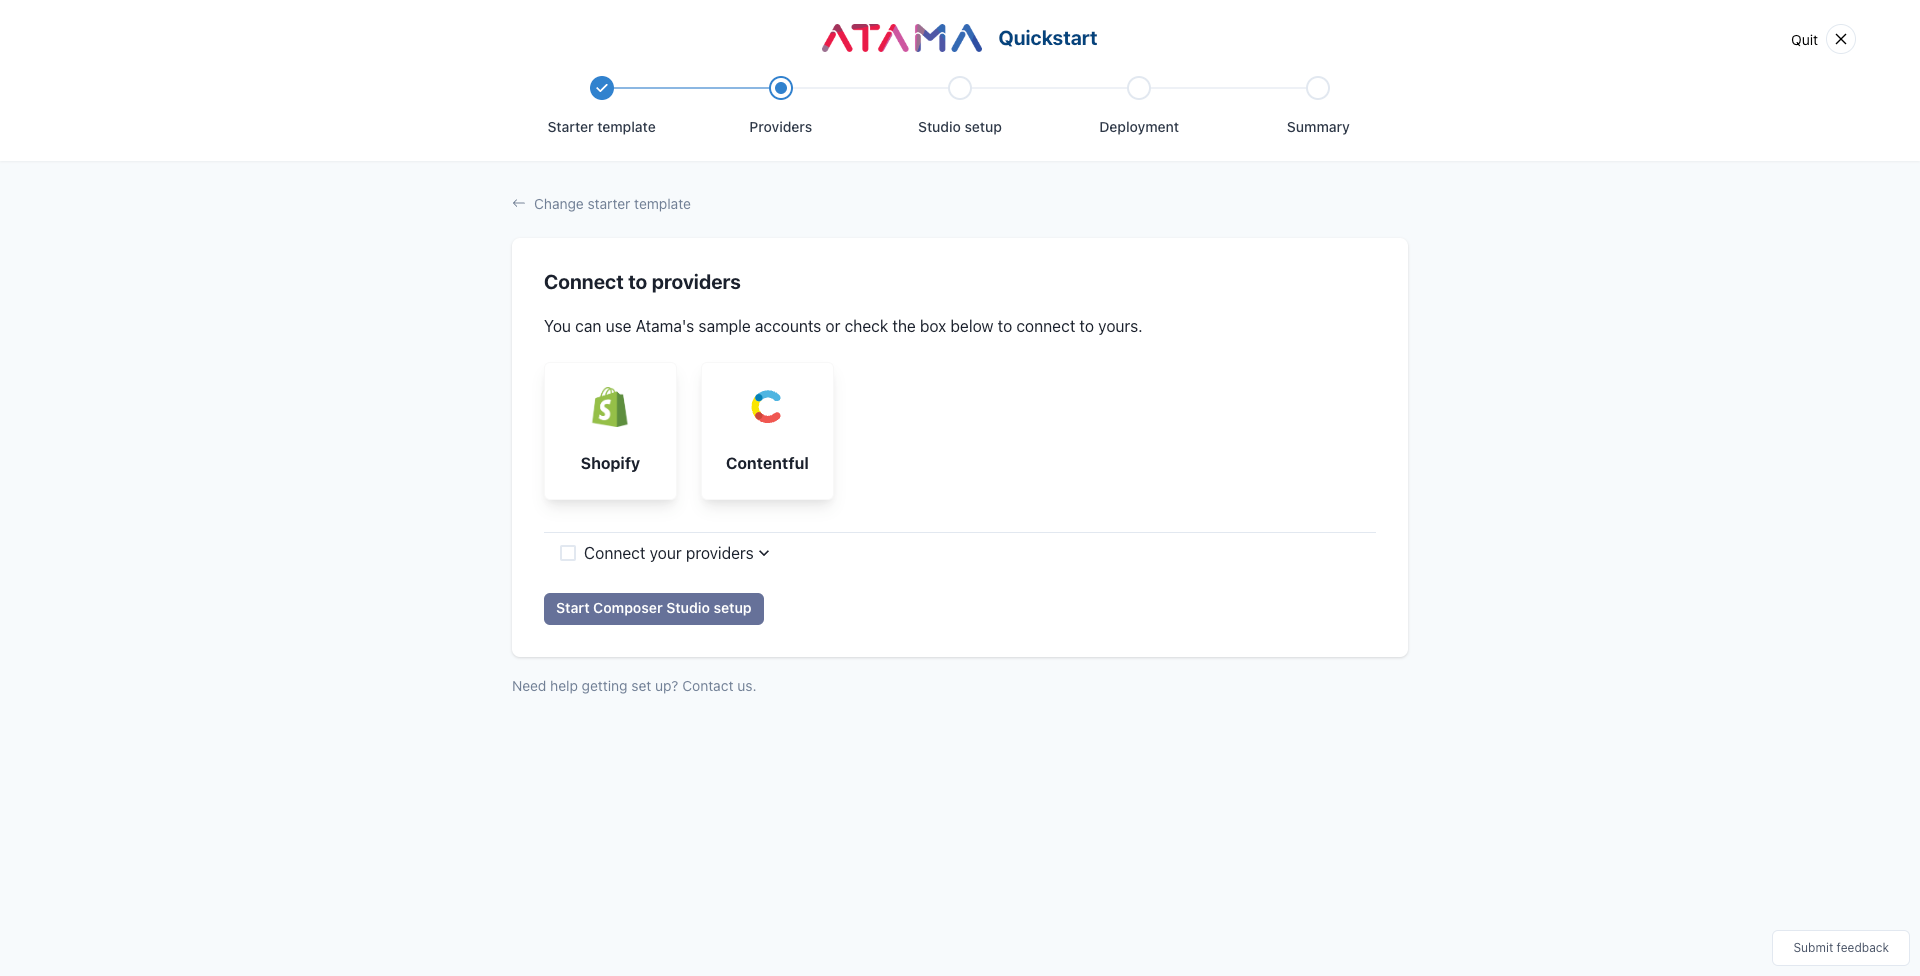 ATAMA Quickstart
Quit
Starter template
Providers
Studio setup
Deployment
Summary
Change starter template
Connect to providers
You can use Atama's sample accounts or check the box below to connect to yours.
Shopify
Contentful
Connect your providers
Start Composer Studio setup
Need help getting set up? Contact us.
Submit feedback